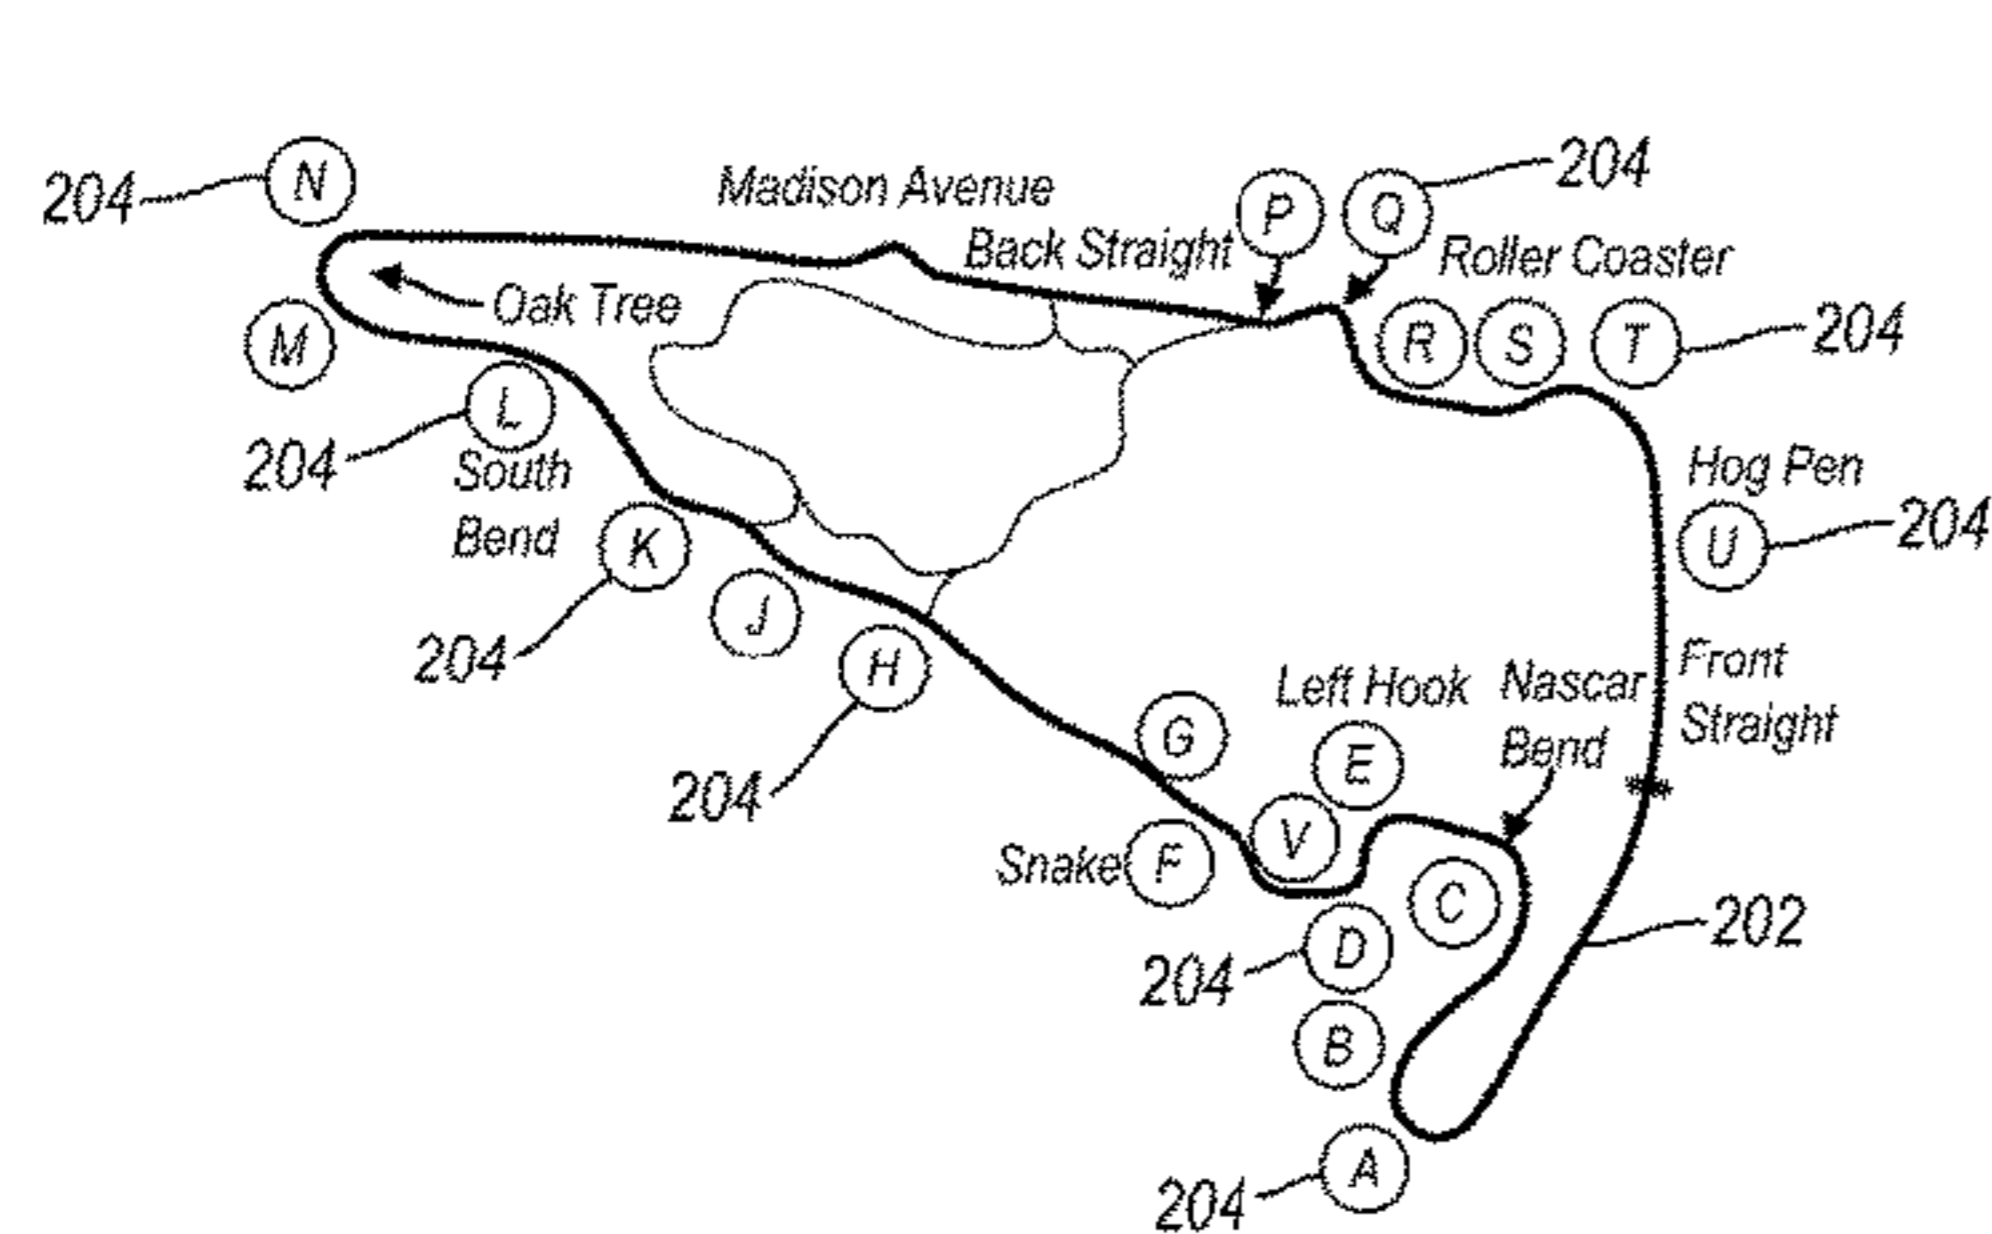 N
204
Madison Avenue
P
Q
204
Back Straight
Roller Coaster
Oak Tree
M
R
S
T
204
L
204
South
Bend
Hog Pen
K
U
204
J
204
H
204
Front
Straight
Left Hook
Nascar
Bend
G
E
V
Snake
F
C
202
D
204
B
A
204